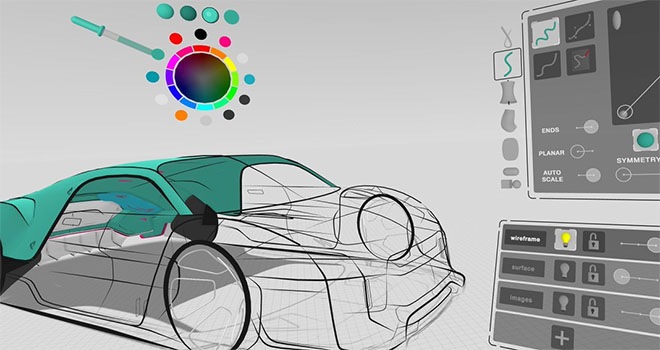 ENDS
PLANAR
AUTO
SCALE
SYMMETRY
wireframe
surface
images